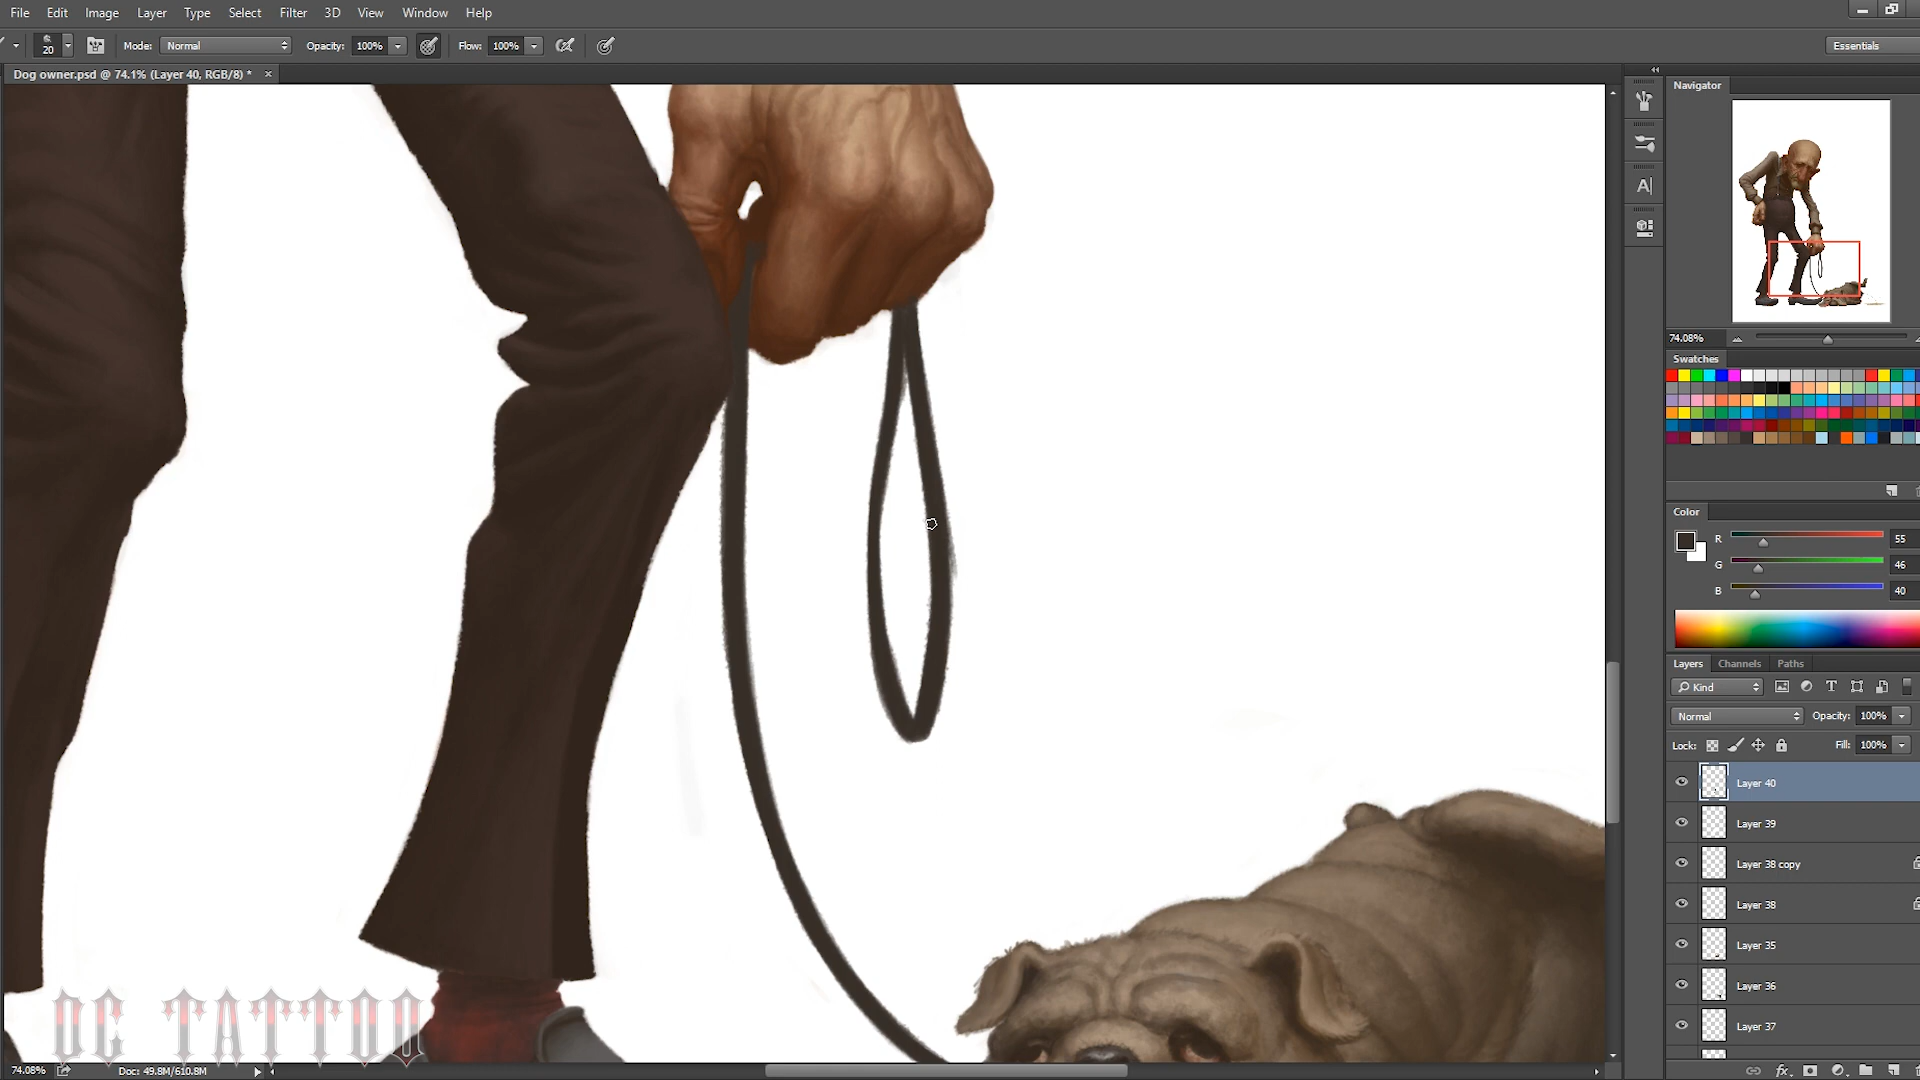 File Edit Image Layer Type Select Filter 3D View Window Help
20 Mode: Normal Opacity: 100% Flow: 100% Essentials
Dog owner.psd @ 74.1% (Layer 40, RGB/8) * ×
Navigator
74.08%
Swatches
Color
R 55
G 46
B 40
Layers Channels Paths
Kind
Normal Opacity: 100%
Lock: Fill: 100%
Layer 40
Layer 39
Layer 38 copy
Layer 38
Layer 35
Layer 36
Layer 37
OC TATTOO
74.08% Doc: 49.8M/610.8M